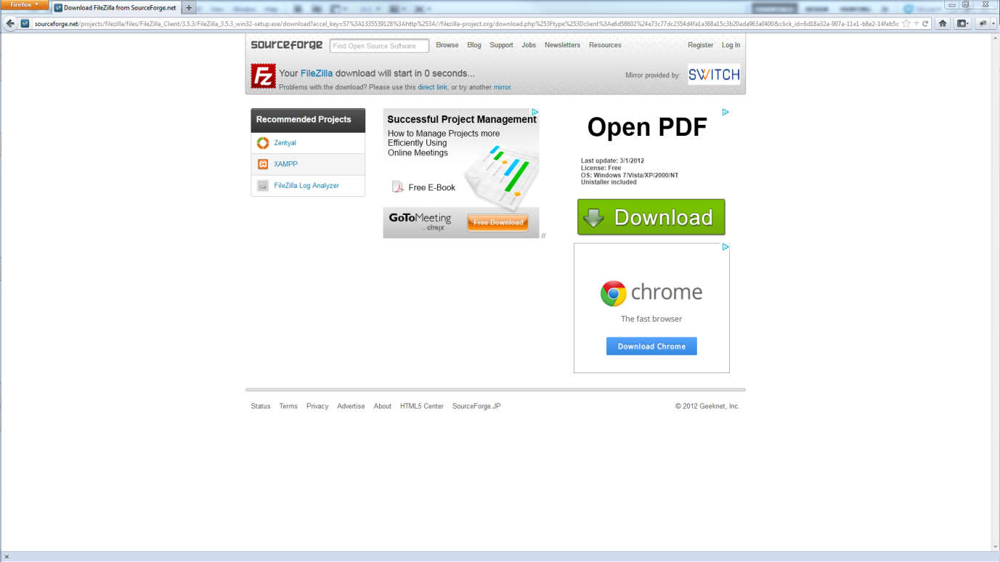 Firefox
Download FileZilla from SourceForge.net
sourceforge.net/projects/filezilla/files/FileZilla_Client/3.5.3/FileZilla_3.5.3_win32-setup.exe/download?accel_key=57%3A1335539128%3Ahttp%253A//filezilla-project.org/download.php%253Ftype%253Dclient%3Ae6d58602%24e73c77dc2354d4fa1a368a15c3b20ada963a0400&click_id=6d18a32a-907a-11e1-b8e2-14feb5c
sourceforge
Find Open Source Software
Browse Blog Support Jobs Newsletters Resources
Register Log In
Your FileZilla download will start in 0 seconds...
Problems with the download? Please use this direct link, or try another mirror.
Mirror provided by:
SWITCH
Recommended Projects
Zentyal
XAMPP
FileZilla Log Analyzer
Successful Project Management
How to Manage Projects more
Efficiently Using
Online Meetings
Free E-Book
GoToMeeting
by CITRIX
Free Download
//
Open PDF
Last update: 3/1/2012
License: Free
OS: Windows 7/Vista/XP/2000/NT
Unistaller included
Download
chrome
The fast browser
Download Chrome
Status Terms Privacy Advertise About HTML5 Center SourceForge.JP
© 2012 Geeknet, Inc.